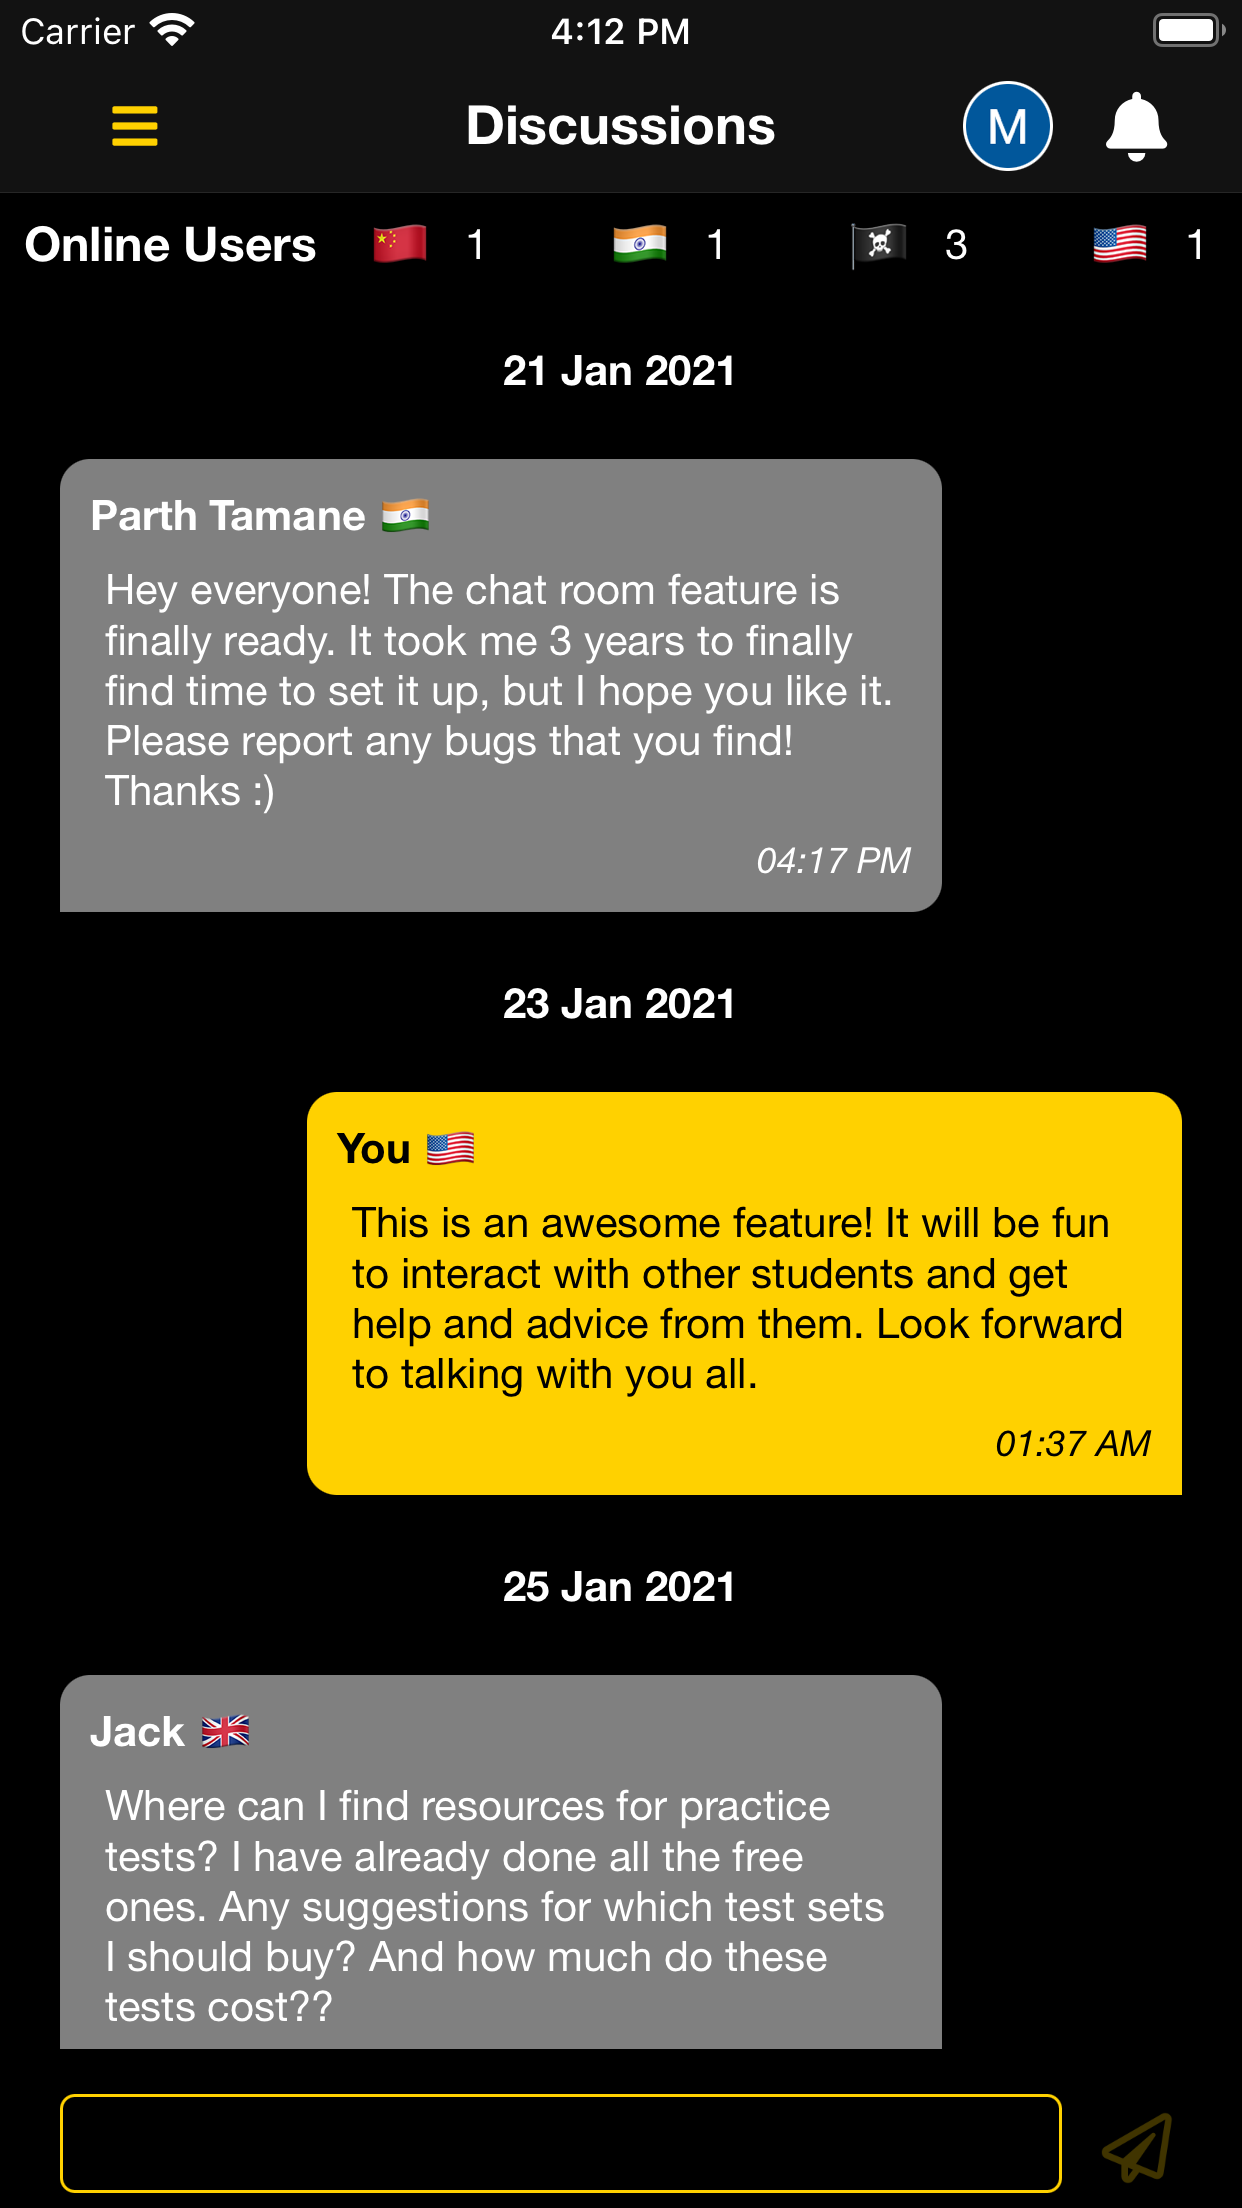 Carrier 4:12 PM
Discussions M
Online Users 1 1 3 1
21 Jan 2021
Parth Tamane
Hey everyone! The chat room feature is
finally ready. It took me 3 years to finally
find time to set it up, but I hope you like it.
Please report any bugs that you find!
Thanks :)
04:17 PM
23 Jan 2021
You
This is an awesome feature! It will be fun
to interact with other students and get
help and advice from them. Look forward
to talking with you all.
01:37 AM
25 Jan 2021
Jack
Where can I find resources for practice
tests? I have already done all the free
ones. Any suggestions for which test sets
I should buy? And how much do these
tests cost??